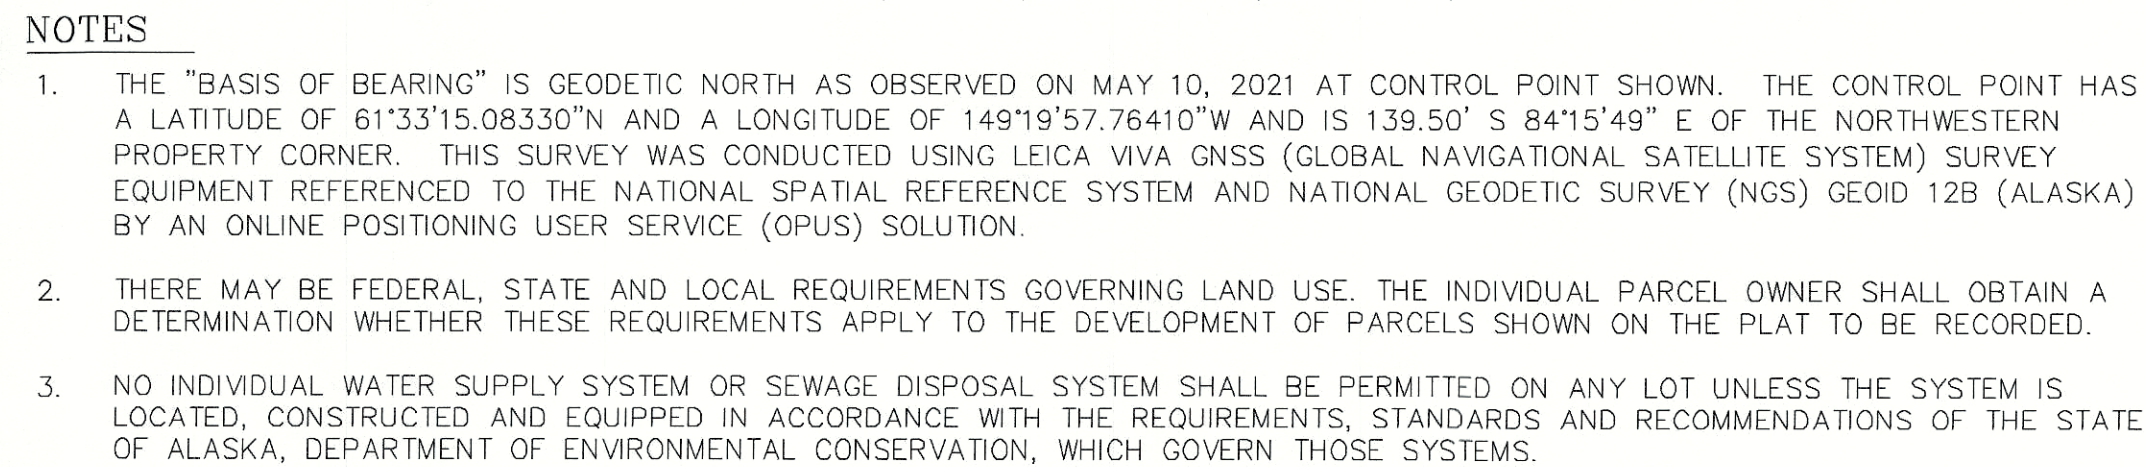 NOTES
1. THE "BASIS OF BEARING" IS GEODETIC NORTH AS OBSERVED ON MAY 10, 2021 AT CONTROL POINT SHOWN. THE CONTROL POINT HAS
A LATITUDE OF 61°33'15.08330"N AND A LONGITUDE OF 149°19'57.76410"W AND IS 139.50' S 84°15'49" E OF THE NORTHWESTERN
PROPERTY CORNER. THIS SURVEY WAS CONDUCTED USING LEICA VIVA GNSS (GLOBAL NAVIGATIONAL SATELLITE SYSTEM) SURVEY
EQUIPMENT REFERENCED TO THE NATIONAL SPATIAL REFERENCE SYSTEM AND NATIONAL GEODETIC SURVEY (NGS) GEOID 12B (ALASKA)
BY AN ONLINE POSITIONING USER SERVICE (OPUS) SOLUTION.
2. THERE MAY BE FEDERAL, STATE AND LOCAL REQUIREMENTS GOVERNING LAND USE. THE INDIVIDUAL PARCEL OWNER SHALL OBTAIN A
DETERMINATION WHETHER THESE REQUIREMENTS APPLY TO THE DEVELOPMENT OF PARCELS SHOWN ON THE PLAT TO BE RECORDED.
3. NO INDIVIDUAL WATER SUPPLY SYSTEM OR SEWAGE DISPOSAL SYSTEM SHALL BE PERMITTED ON ANY LOT UNLESS THE SYSTEM IS
LOCATED, CONSTRUCTED AND EQUIPPED IN ACCORDANCE WITH THE REQUIREMENTS, STANDARDS AND RECOMMENDATIONS OF THE STATE
OF ALASKA, DEPARTMENT OF ENVIRONMENTAL CONSERVATION, WHICH GOVERN THOSE SYSTEMS.